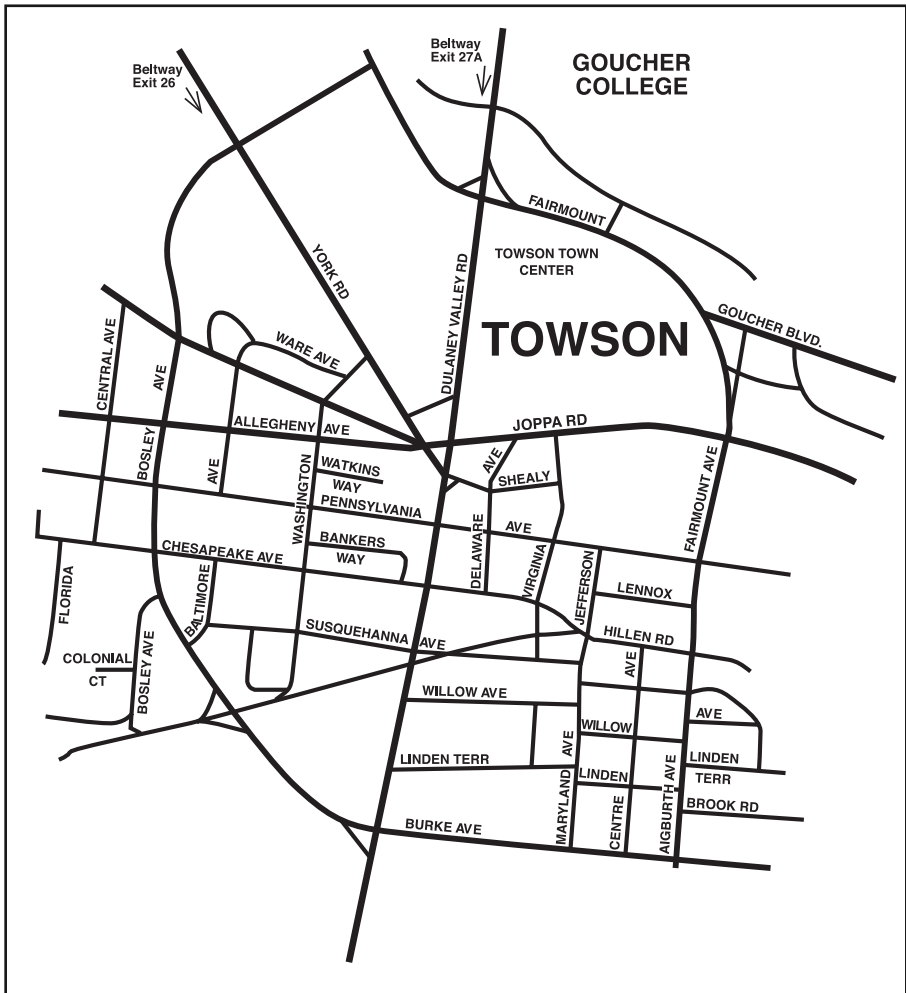 Beltway
Exit 26
Beltway
Exit 27A
GOUCHER
COLLEGE
FAIRMOUNT
TOWSON TOWN
CENTER
YORK RD
DULANEY VALLEY RD
GOUCHER BLVD.
TOWSON
WARE AVE
CENTRAL AVE
AVE
BOSLEY
ALLEGHENY AVE
JOPPA RD
AVE
WATKINS
WAY
WASHINGTON
AVE
SHEALY
PENNSYLVANIA
AVE
FAIRMOUNT AVE
BANKERS
WAY
DELAWARE
VIRGINIA
CHESAPEAKE AVE
JEFFERSON
LENNOX
FLORIDA
BALTIMORE
SUSQUEHANNA AVE
HILLEN RD
COLONIAL
CT
BOSLEY AVE
AVE
WILLOW AVE
AVE
WILLOW
AVE
LINDEN TERR
LINDEN
LINDEN
TERR
MARYLAND
CENTRE
AIGBURTH AVE
BROOK RD
BURKE AVE